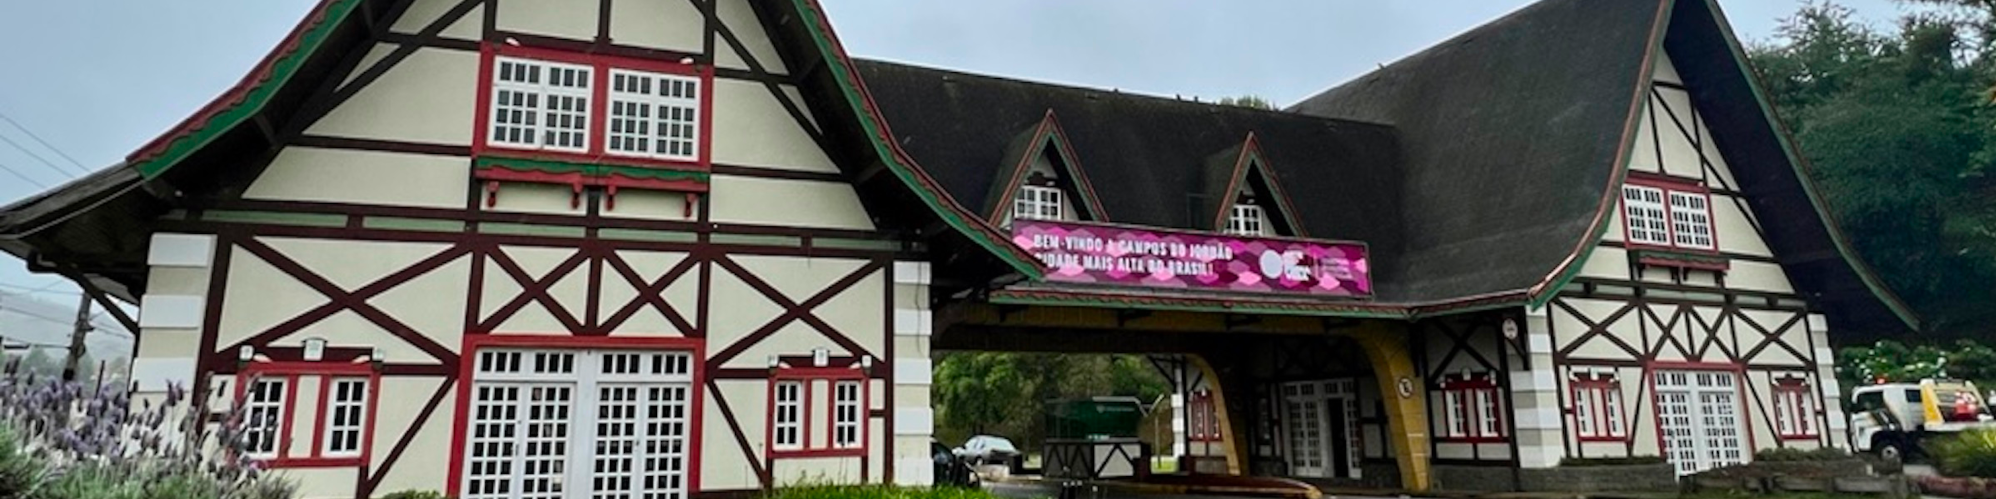 BEM-VINDO A CAMPOS DO JORDÃO
CIDADE MAIS ALTA DO BRASIL!